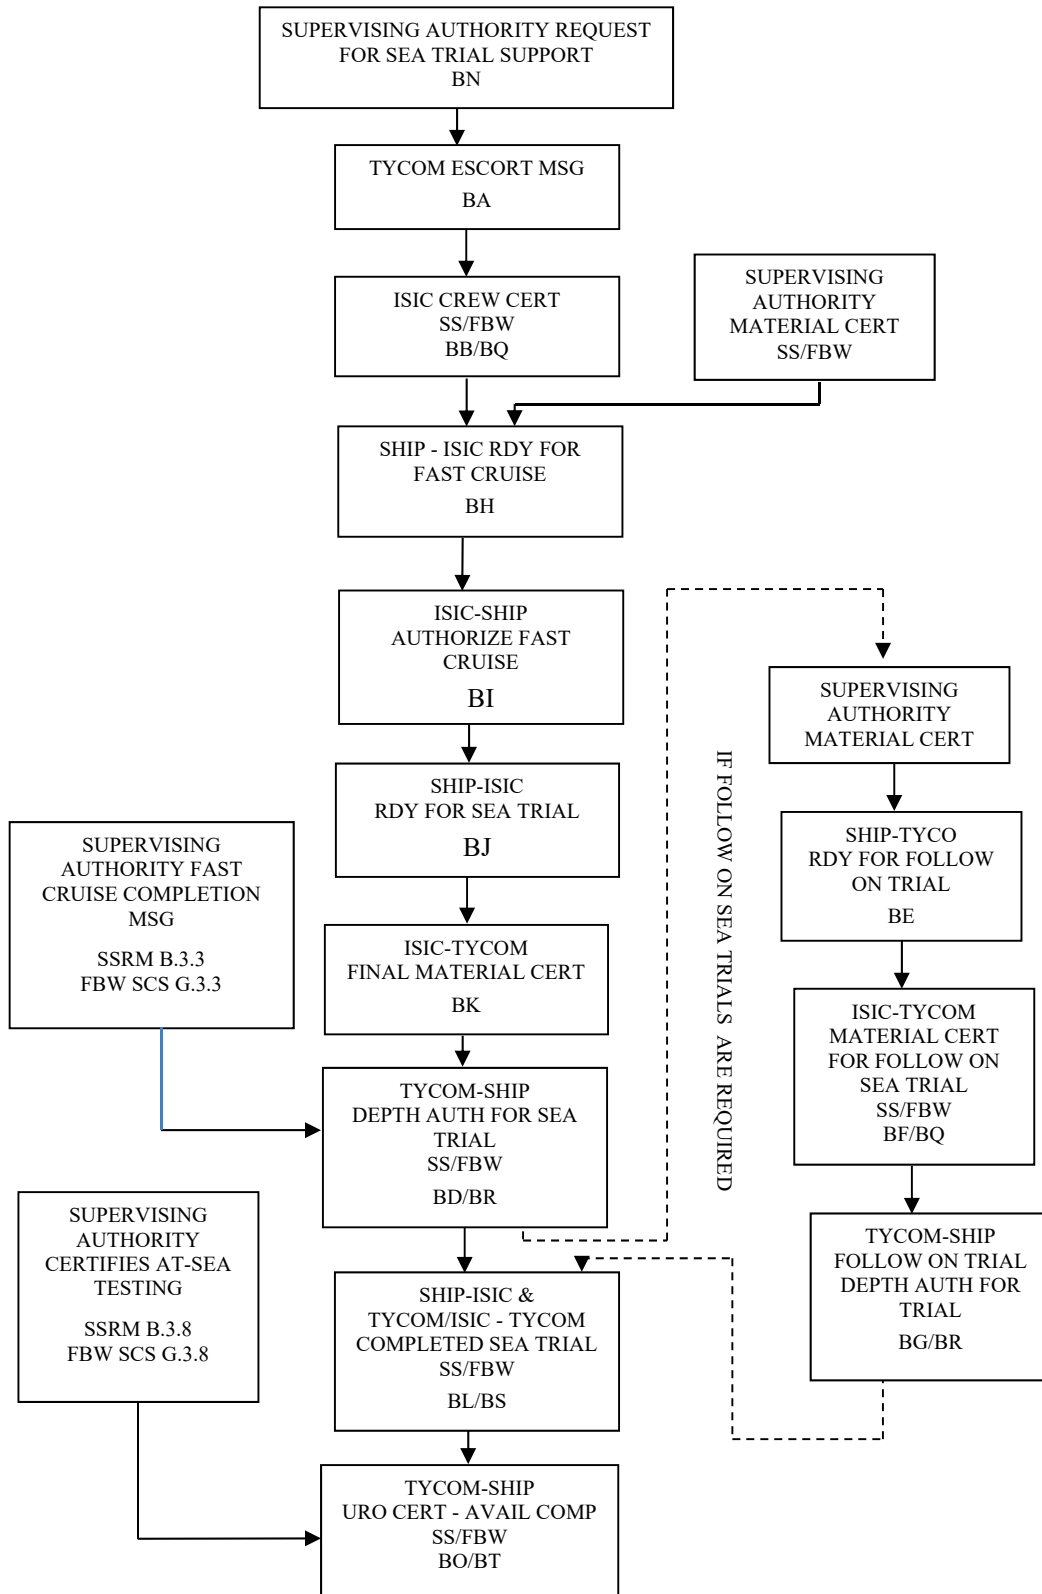 SUPERVISING AUTHORITY REQUEST
FOR SEA TRIAL SUPPORT
BN
TYCOM ESCORT MSG
BA
ISIC CREW CERT
SS/FBW
BB/BQ
SUPERVISING
AUTHORITY
MATERIAL CERT
SS/FBW
SHIP - ISIC RDY FOR
FAST CRUISE
BH
ISIC-SHIP
AUTHORIZE FAST
CRUISE
BI
SHIP-ISIC
RDY FOR SEA TRIAL
BJ
SUPERVISING
AUTHORITY FAST
CRUISE COMPLETION
MSG
SSRM B.3.3
FBW SCS G.3.3
ISIC-TYCOM
FINAL MATERIAL CERT
BK
TYCOM-SHIP
DEPTH AUTH FOR SEA
TRIAL
SS/FBW
BD/BR
IF FOLLOW ON SEA TRIALS ARE REQUIRED
SUPERVISING
AUTHORITY
MATERIAL CERT
SHIP-TYCO
RDY FOR FOLLOW
ON TRIAL
BE
ISIC-TYCOM
MATERIAL CERT
FOR FOLLOW ON
SEA TRIAL
SS/FBW
BF/BQ
TYCOM-SHIP
FOLLOW ON TRIAL
DEPTH AUTH FOR
TRIAL
BG/BR
SUPERVISING
AUTHORITY
CERTIFIES AT-SEA
TESTING
SSRM B.3.8
FBW SCS G.3.8
SHIP-ISIC &
TYCOM/ISIC - TYCOM
COMPLETED SEA TRIAL
SS/FBW
BL/BS
TYCOM-SHIP
URO CERT - AVAIL COMP
SS/FBW
BO/BT